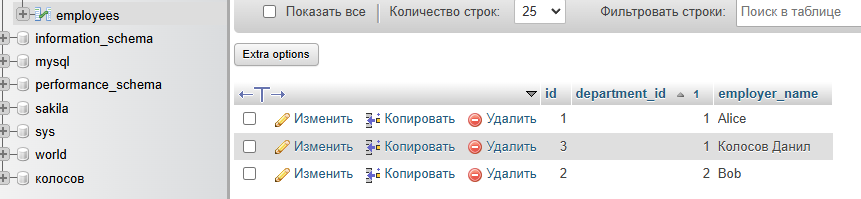 employees
information_schema
mysql
performance_schema
sakila
sys
world
колосов
Показать все Количество строк: 25 Фильтровать строки: Поиск в таблице
Extra options
id department_id 1 employer_name
Изменить Копировать Удалить 1 1 Alice
Изменить Копировать Удалить 3 1 Колосов Данил
Изменить Копировать Удалить 2 2 Bob